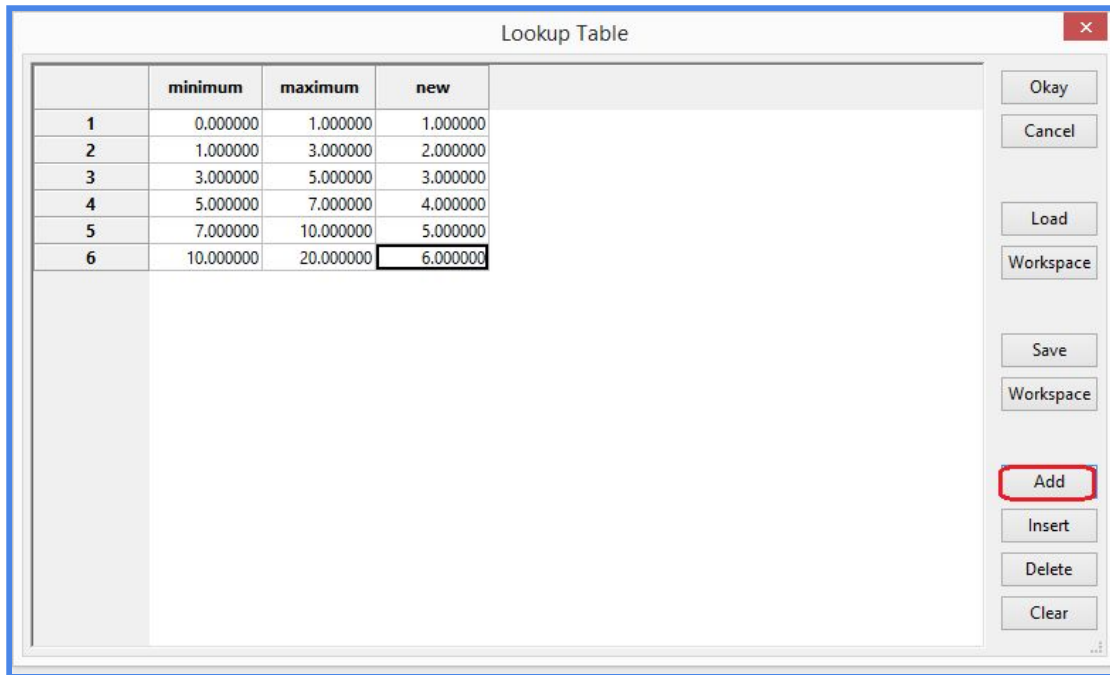 Lookup Table
minimum maximum new
1 0.000000 1.000000 1.000000
2 1.000000 3.000000 2.000000
3 3.000000 5.000000 3.000000
4 5.000000 7.000000 4.000000
5 7.000000 10.000000 5.000000
6 10.000000 20.000000 6.000000
Okay
Cancel
Load
Workspace
Save
Workspace
Add
Insert
Delete
Clear